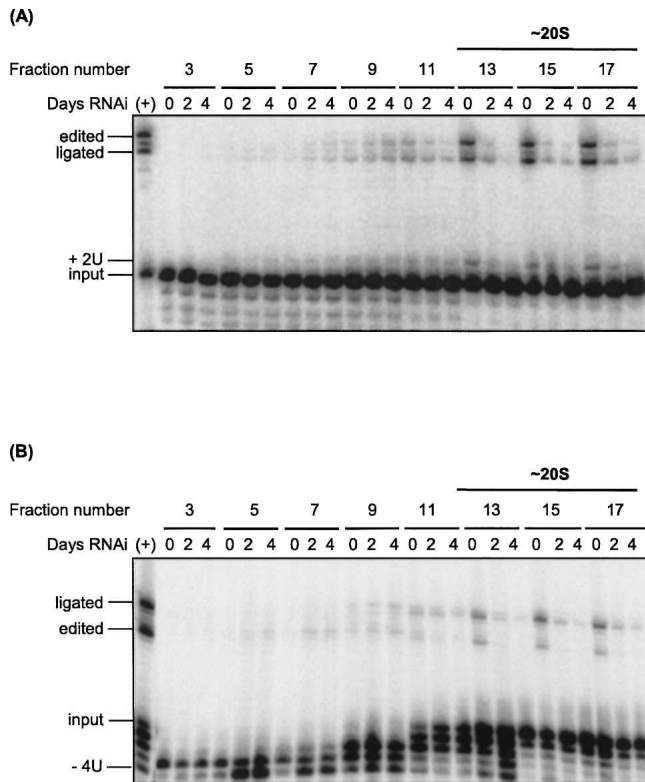 (A)
~20S
Fraction number 3 5 7 9 11 13 15 17
Days RNAi (+) 0 2 4 0 2 4 0 2 4 0 2 4 0 2 4 0 2 4 0 2 4 0 2 4
edited
ligated
+ 2U
input
(B)
~20S
Fraction number 3 5 7 9 11 13 15 17
Days RNAi (+) 0 2 4 0 2 4 0 2 4 0 2 4 0 2 4 0 2 4 0 2 4 0 2 4
ligated
edited
input
- 4U